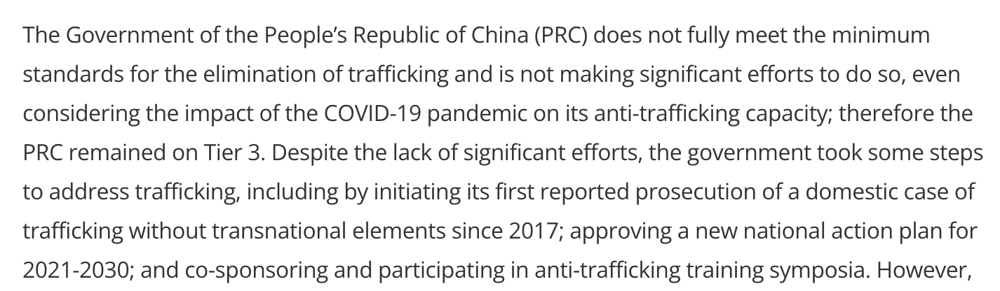 The Government of the People’s Republic of China (PRC) does not fully meet the minimum
standards for the elimination of trafficking and is not making significant efforts to do so, even
considering the impact of the COVID-19 pandemic on its anti-trafficking capacity; therefore the
PRC remained on Tier 3. Despite the lack of significant efforts, the government took some steps
to address trafficking, including by initiating its first reported prosecution of a domestic case of
trafficking without transnational elements since 2017; approving a new national action plan for
2021-2030; and co-sponsoring and participating in anti-trafficking training symposia. However,